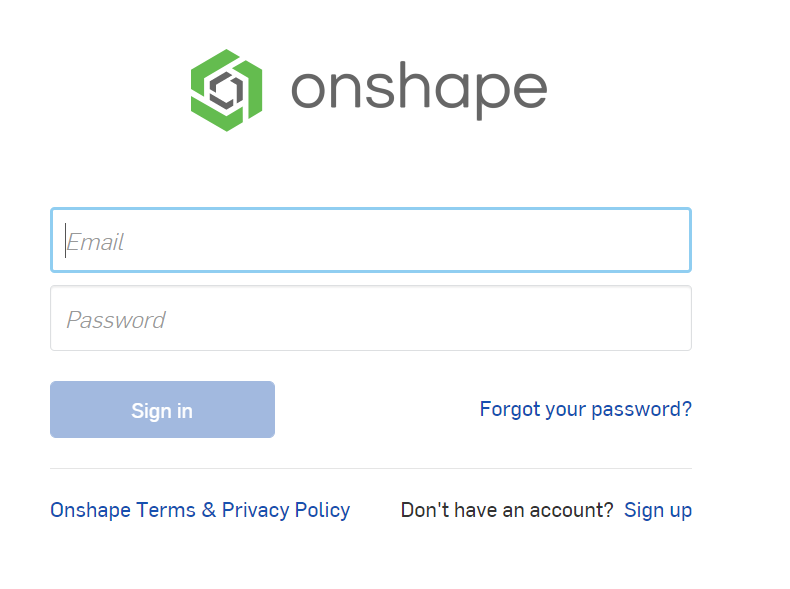 onshape
Email
Password
Sign in
Forgot your password?
Onshape Terms & Privacy Policy
Don't have an account? Sign up